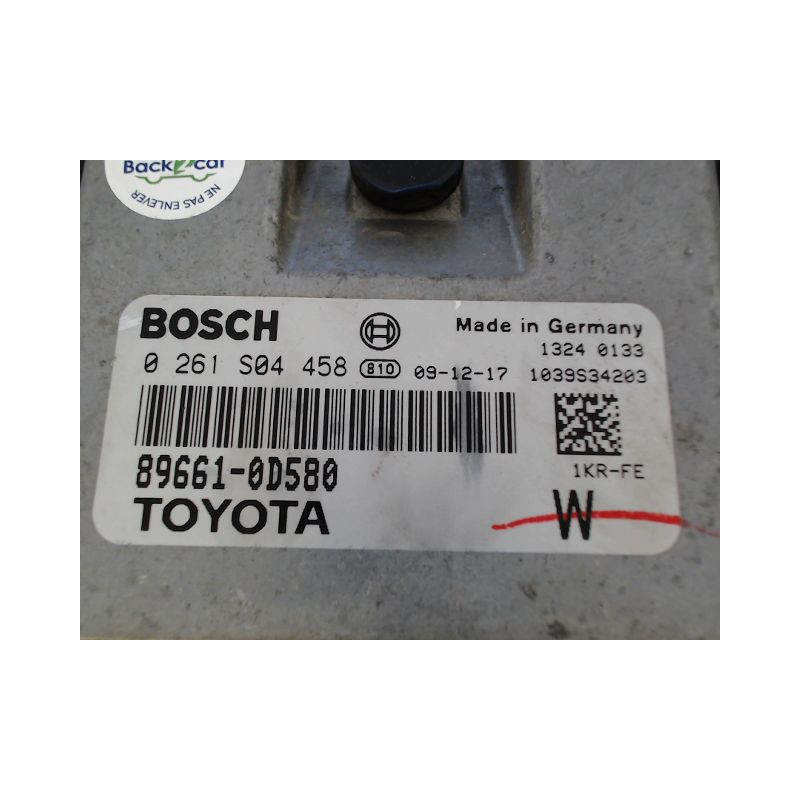 Back2car
NE PAS ENLEVER
BOSCH
Made in Germany
1324 0133
0 261 S04 458 810 09-12-17 1039S34203
89661-0D580
1KR-FE
TOYOTA
W